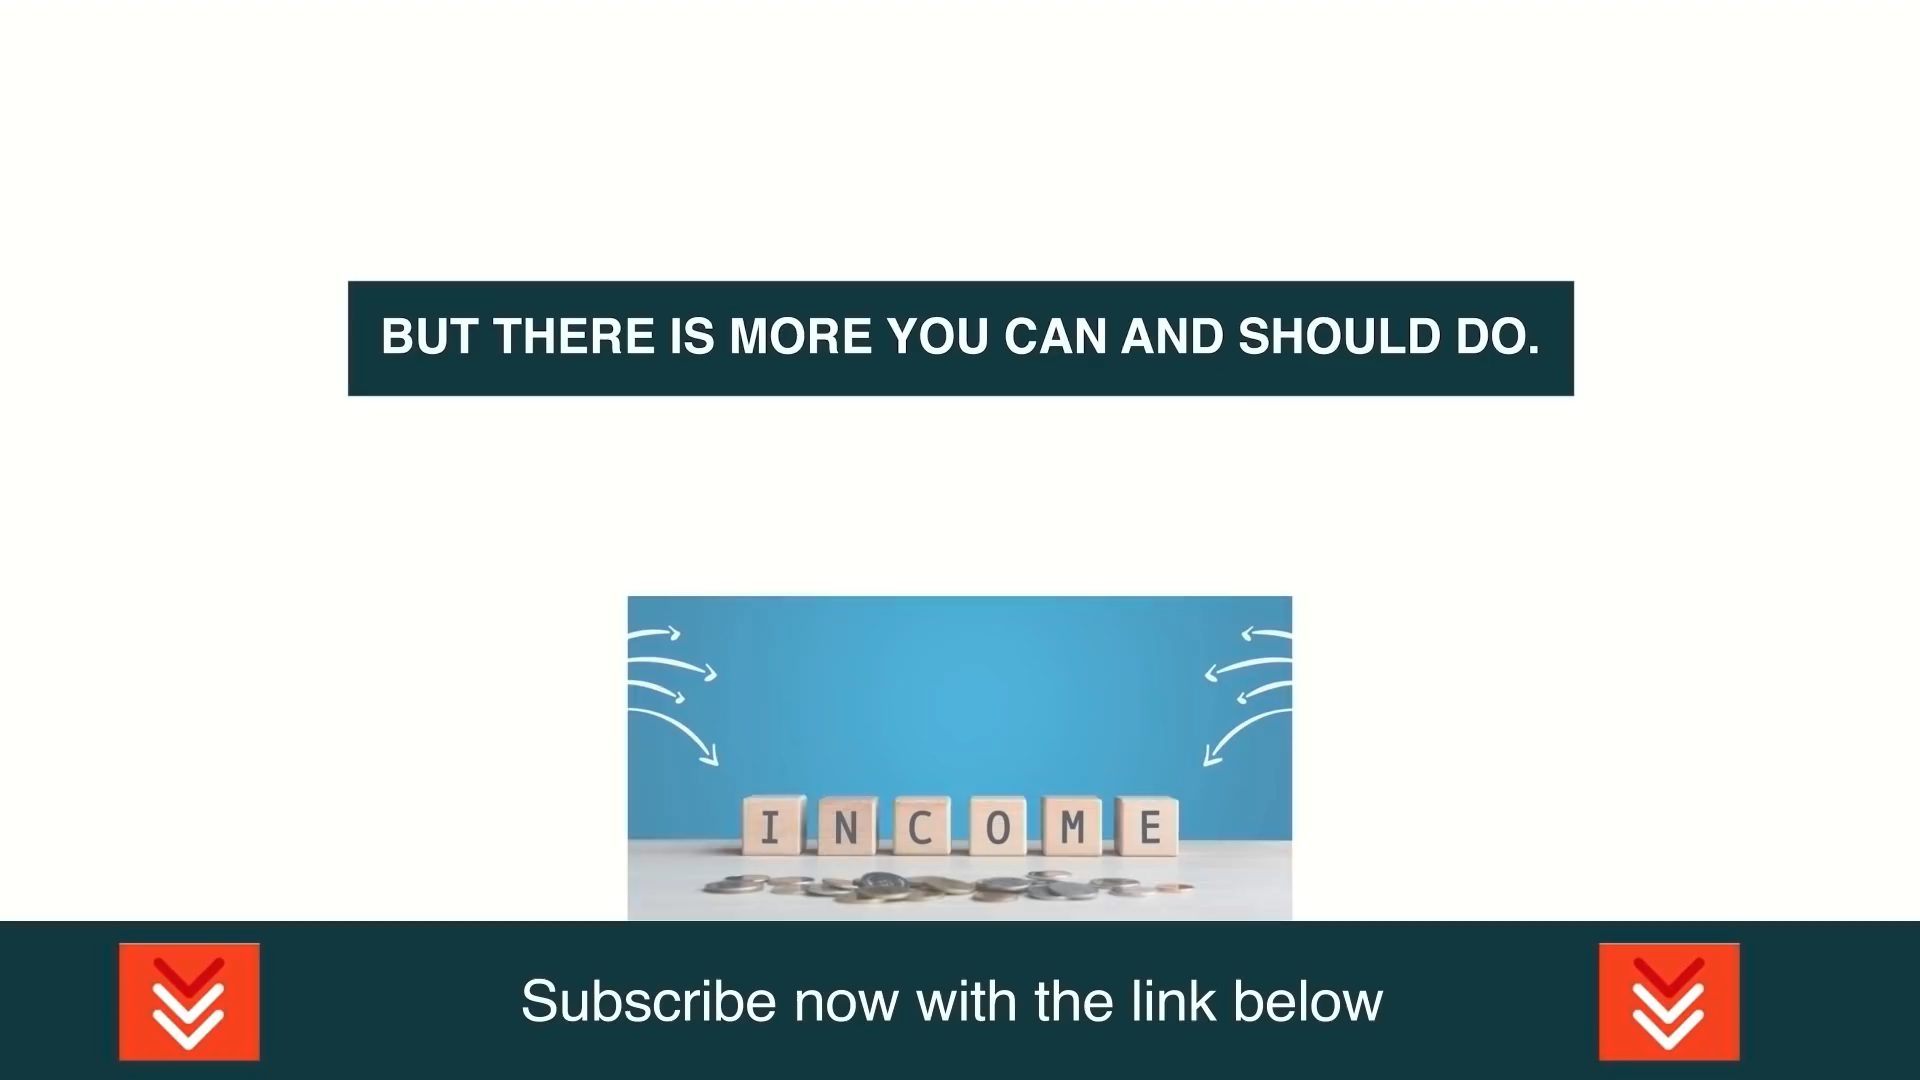 BUT THERE IS MORE YOU CAN AND SHOULD DO.
INCOME
Subscribe now with the link below